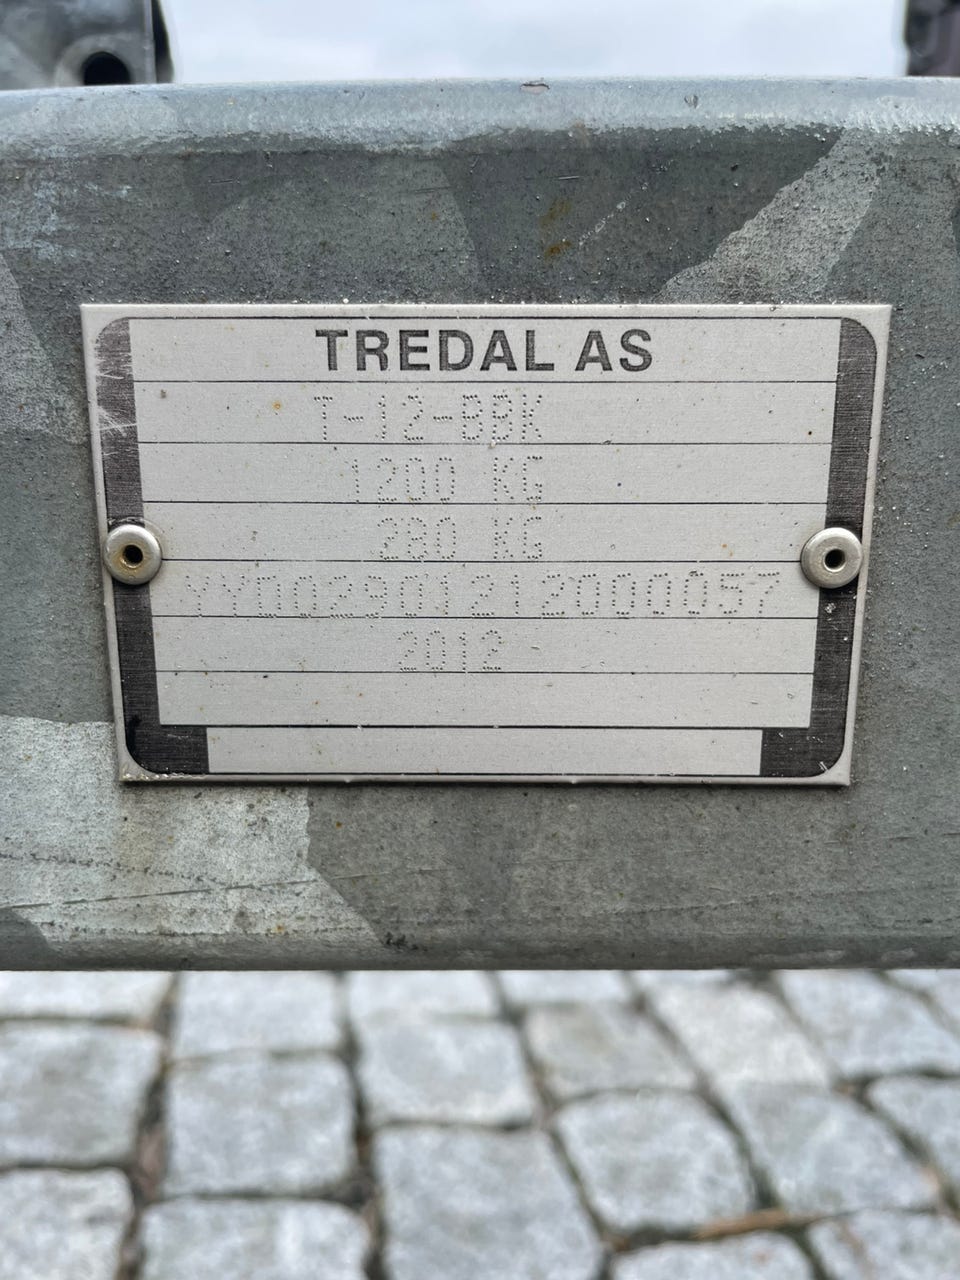 TREDAL AS
T-12-BBK
1200 KG
280 KG
YYD02901212000057
2012